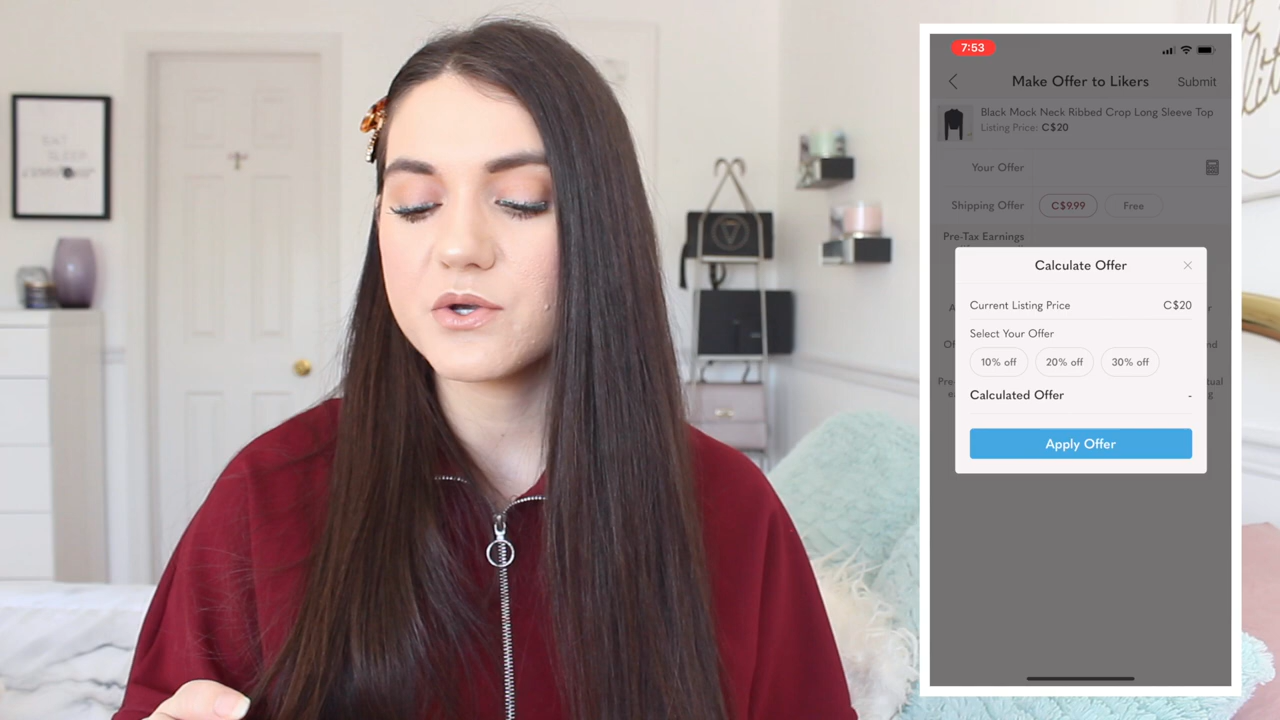 EAT
SLEEP
7:53
Make Offer to Likers
Submit
Black Mock Neck Ribbed Crop Long Sleeve Top
Listing Price: C$20
Your Offer
Shipping Offer
C$9.99
Free
Pre-Tax Earnings
Calculate Offer
Current Listing Price
C$20
Select Your Offer
10% off
20% off
30% off
Calculated Offer
-
Apply Offer